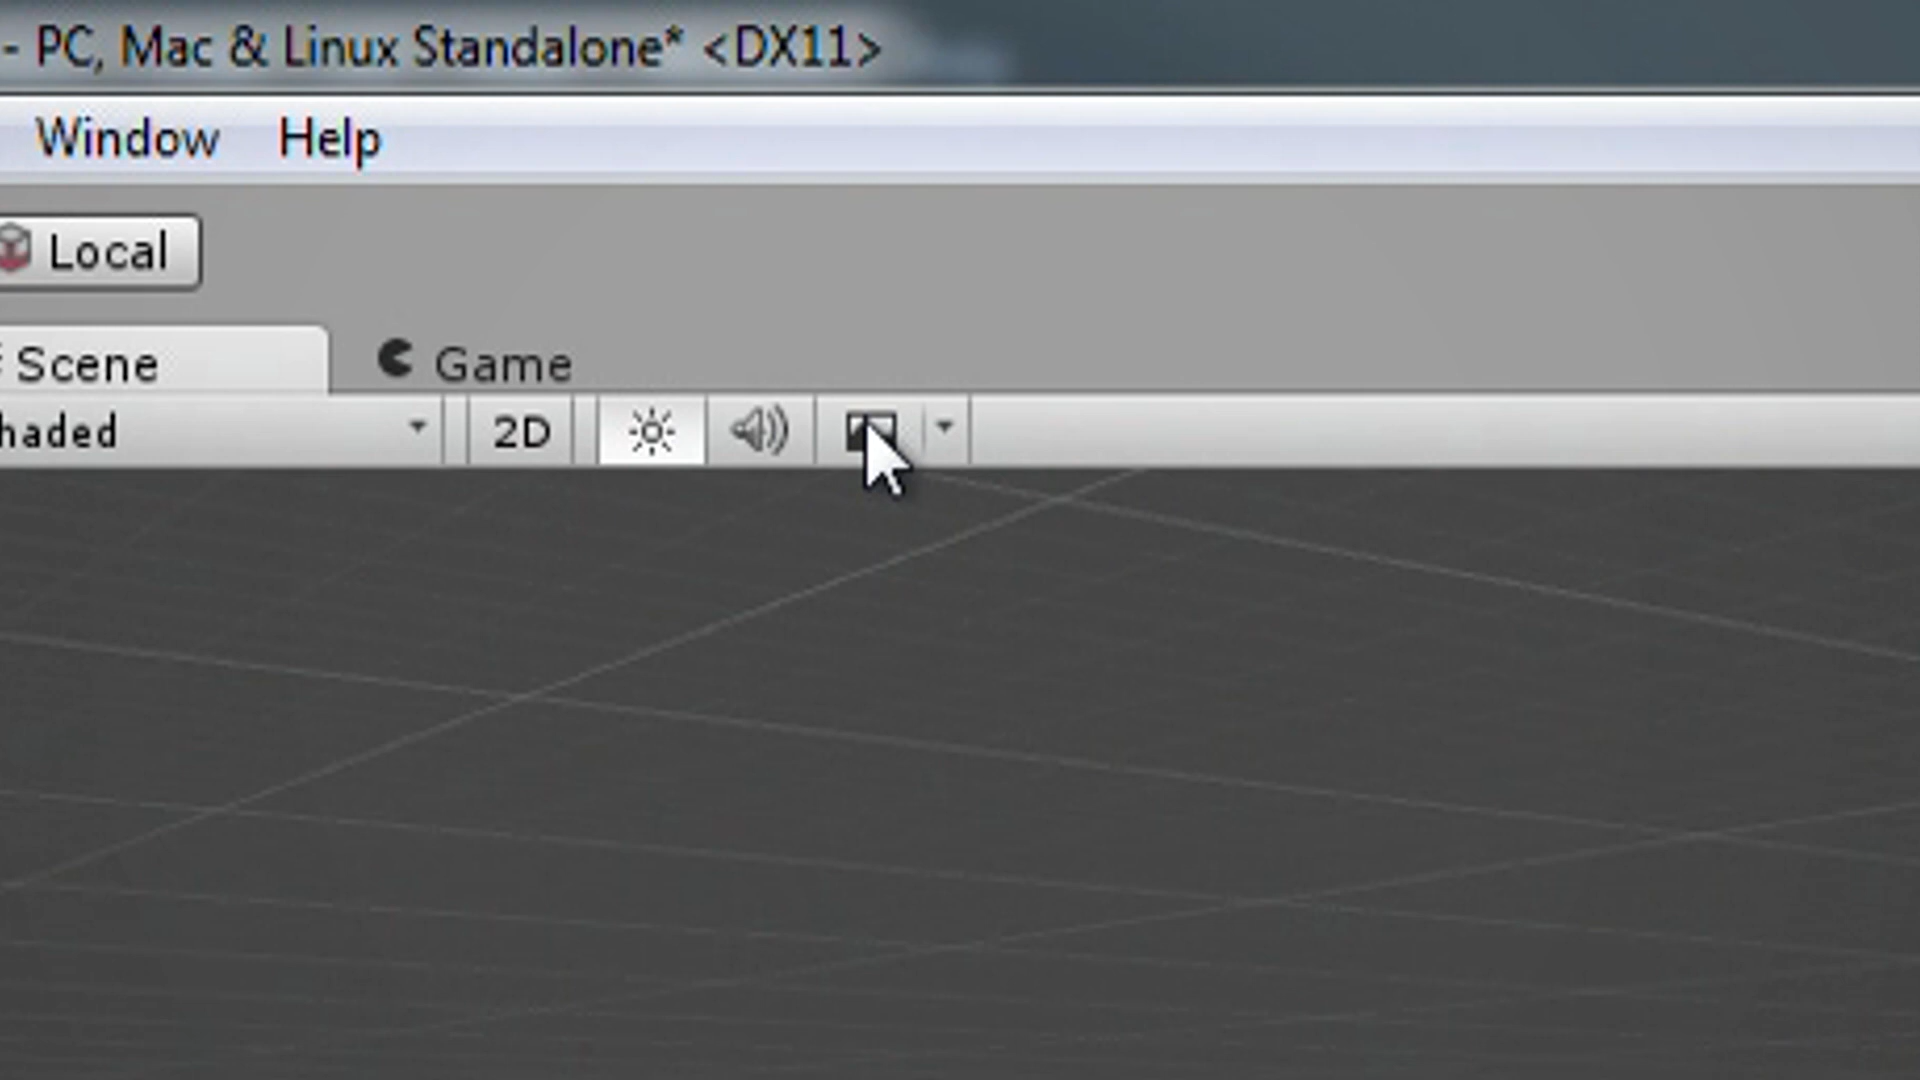 - PC, Mac & Linux Standalone* <DX11>
Window Help
Local
Scene Game
haded 2D